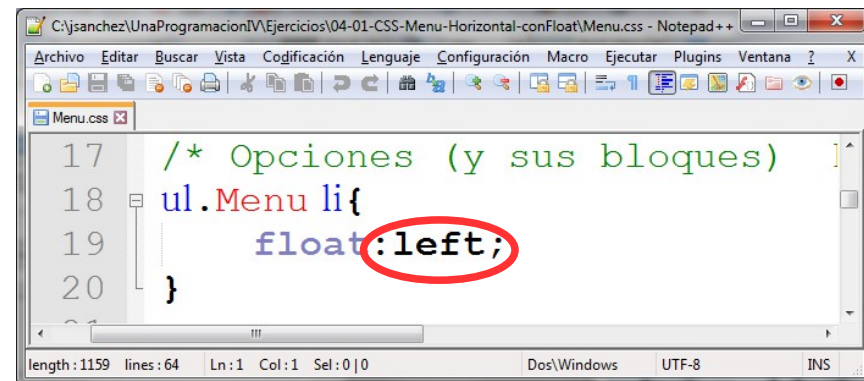 C:\jsanchez\UnaProgramacionIV\Ejercicios\04-01-CSS-Menu-Horizontal-conFloat\Menu.css - Notepad++
Archivo Editar Buscar Vista Codificación Lenguaje Configuración Macro Ejecutar Plugins Ventana ? X
Menu.css
17 /* Opciones (y sus bloques)
18 ul.Menu li{
19 float:left;
20 }
length : 1159 lines : 64 Ln : 1 Col : 1 Sel : 0 | 0 Dos\Windows UTF-8 INS